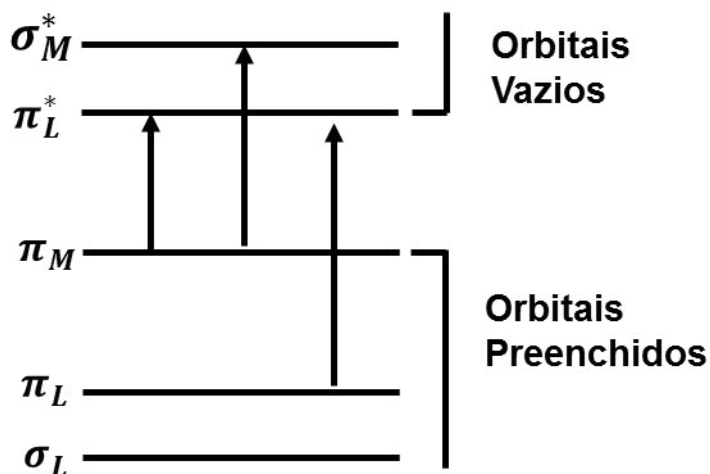 σ*M
Orbitais
Vazios
π*L
πM
Orbitais
Preenchidos
πL
σL